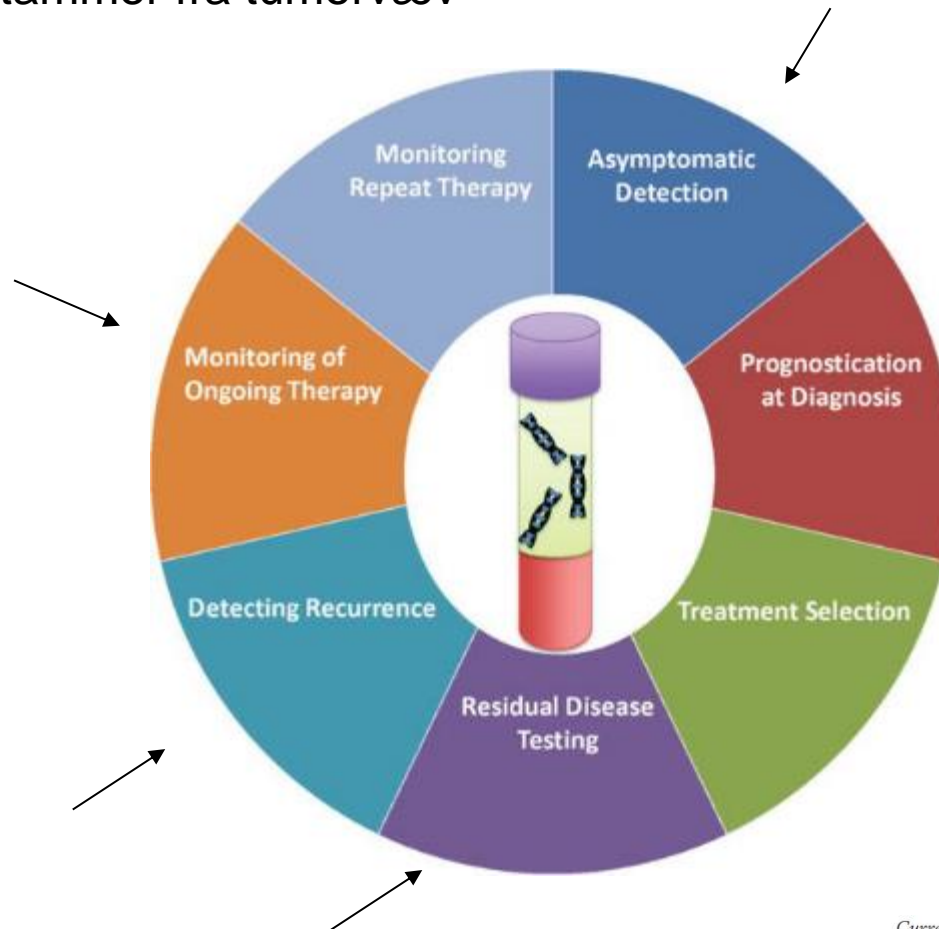 Monitoring
Repeat Therapy
Asymptomatic
Detection
Monitoring of
Ongoing Therapy
Prognostication
at Diagnosis
Detecting Recurrence
Treatment Selection
Residual Disease
Testing